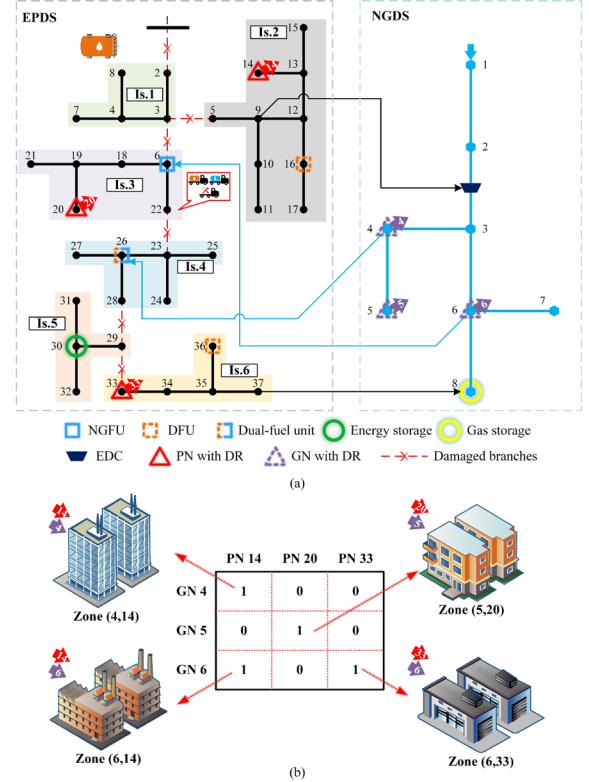 EPDS
NGDS
1
Is.2
15
14
13
8
2
Is.1
7
4
3
5
9
12
1
2
21
19
18
6
10
16
Is.3
20
22
11
17
3
4
26
23
25
27
Is.4
28
24
5
6
7
31
Is.5
29
30
36
Is.6
32
33
34
35
37
8
NGFU
DFU
Dual-fuel unit
Energy storage
Gas storage
EDC
PN with DR
GN with DR
Damaged branches
(a)
PN 14
PN 20
PN 33
GN 4
1
0
0
GN 5
0
1
0
GN 6
1
0
1
Zone (4,14)
Zone (5,20)
Zone (6,14)
Zone (6,33)
(b)